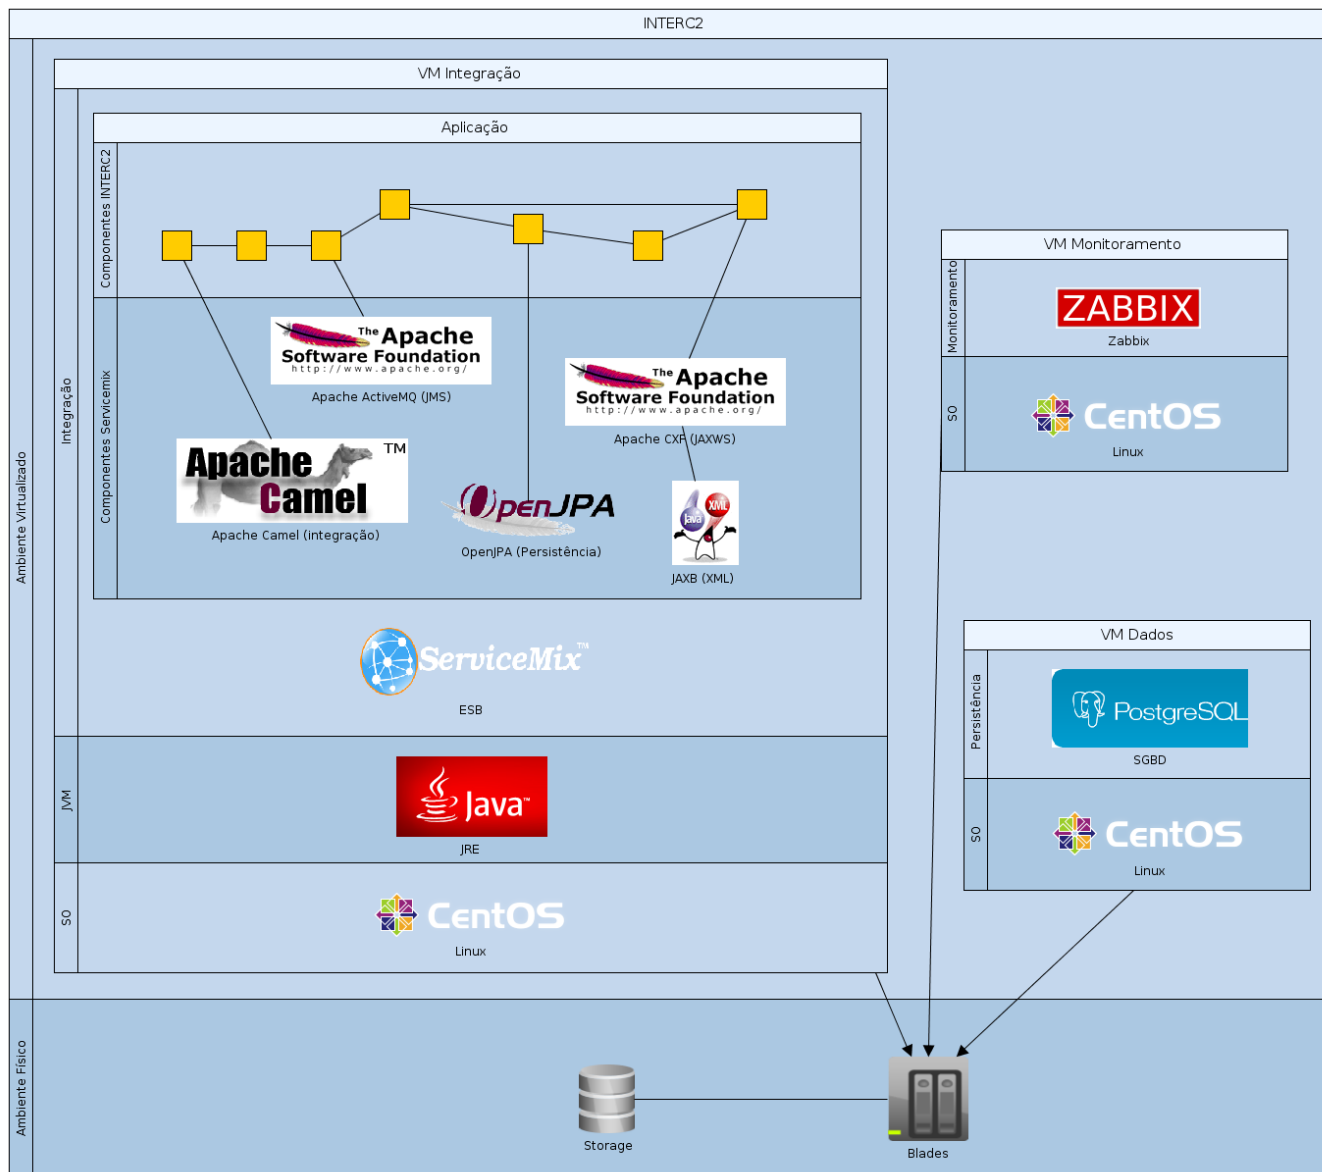 INTERC2
Ambiente Virtualizado
VM Integração
Integração
Aplicação
Componentes INTERC2
Componentes Servicemix
The Apache
Software Foundation
http://www.apache.org/
Apache ActiveMQ (JMS)
The Apache
Software Foundation
http://www.apache.org/
Apache CXF (JAXWS)
Apache
Camel
TM
Apache Camel (integração)
OpenJPA
OpenJPA (Persistência)
Java
XML
JAXB (XML)
ServiceMix™
ESB
JVM
Java™
JRE
SO
CentOS
Linux
VM Monitoramento
Monitoramento
ZABBIX
Zabbix
SO
CentOS
Linux
VM Dados
Persistência
PostgreSQL
SGBD
SO
CentOS
Linux
Ambiente Físico
Storage
Blades